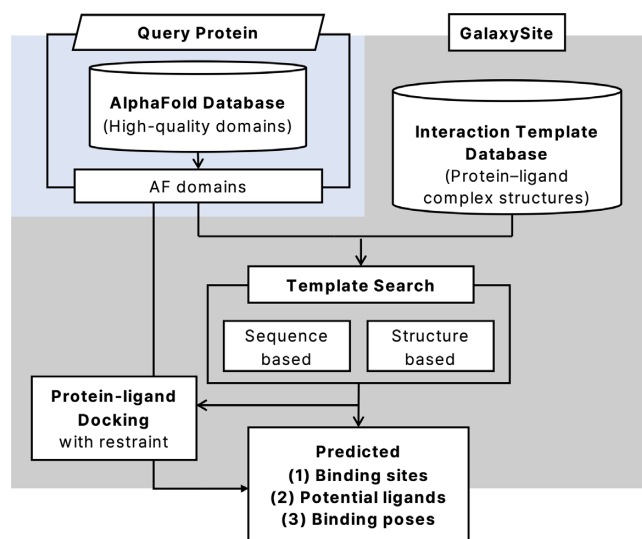 Query Protein
GalaxySite
AlphaFold Database
(High-quality domains)
Interaction Template
Database
(Protein–ligand
complex structures)
AF domains
Template Search
Sequence
based
Structure
based
Protein-ligand
Docking
with restraint
Predicted
(1) Binding sites
(2) Potential ligands
(3) Binding poses